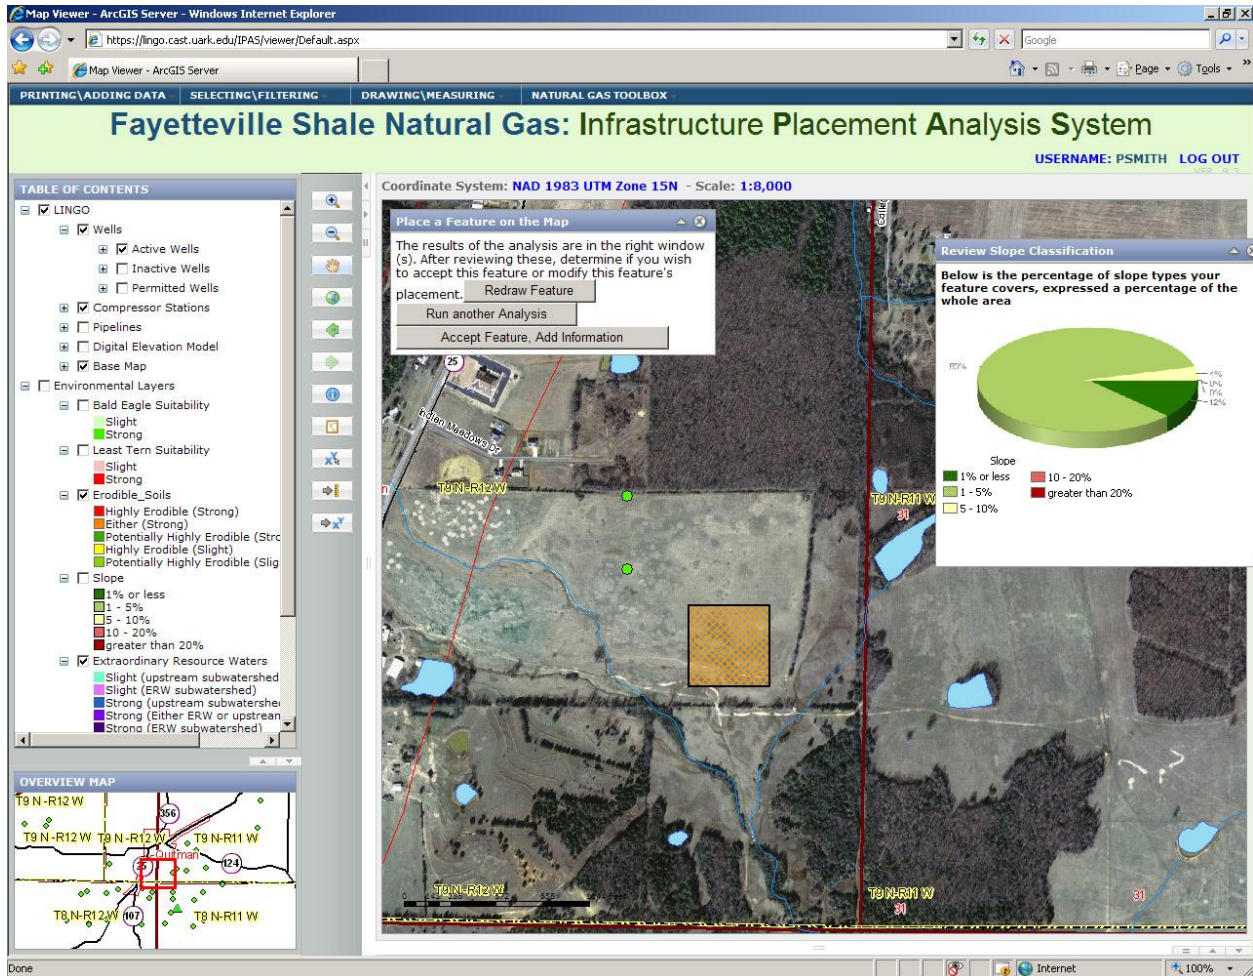 Map Viewer - ArcGIS Server - Windows Internet Explorer
https://lingo.cast.uark.edu/IPAS/viewer/Default.aspx
Google
Map Viewer - ArcGIS Server
Page
Tools
PRINTING\ADDING DATA
SELECTING\FILTERING
DRAWING\MEASURING
NATURAL GAS TOOLBOX
Fayetteville Shale Natural Gas: Infrastructure Placement Analysis System
USERNAME: PSMITH LOG OUT
TABLE OF CONTENTS
LINGO
Wells
Active Wells
Inactive Wells
Permitted Wells
Compressor Stations
Pipelines
Digital Elevation Model
Base Map
Environmental Layers
Bald Eagle Suitability
Slight
Strong
Least Tern Suitability
Slight
Strong
Erodible_Soils
Highly Erodible (Strong)
Either (Strong)
Potentially Highly Erodible (Strc
Highly Erodible (Slight)
Potentially Highly Erodible (Slig
Slope
1% or less
1 - 5%
5 - 10%
10 - 20%
greater than 20%
Extraordinary Resource Waters
Slight (upstream subwatershed
Slight (ERW subwatershed)
Strong (upstream subwatershe
Strong (Either ERW or upstrean
Strong (ERW subwatershed)
OVERVIEW MAP
T9 N-R12 W
356
T9 N-R12 W
T9 N-R12 W
T9 N-R11 W
Quitman
25
124
T8 N-R12 W
107
T8 N-R11 W
Coordinate System: NAD 1983 UTM Zone 15N - Scale: 1:8,000
Place a Feature on the Map
The results of the analysis are in the right window
(s). After reviewing these, determine if you wish
to accept this feature or modify this feature's
placement. Redraw Feature
Run another Analysis
Accept Feature, Add Information
25
Indian Meadows Dr
T9 N-R12 W
T9 N-R11 W
31
T9 N-R12 W
T9 N-R11 W
31
31
Review Slope Classification
Below is the percentage of slope types your
feature covers, expressed a percentage of the
whole area
83%
4%
0%
0%
12%
Slope
1% or less
10 - 20%
1 - 5%
greater than 20%
5 - 10%
Done
Internet
100%